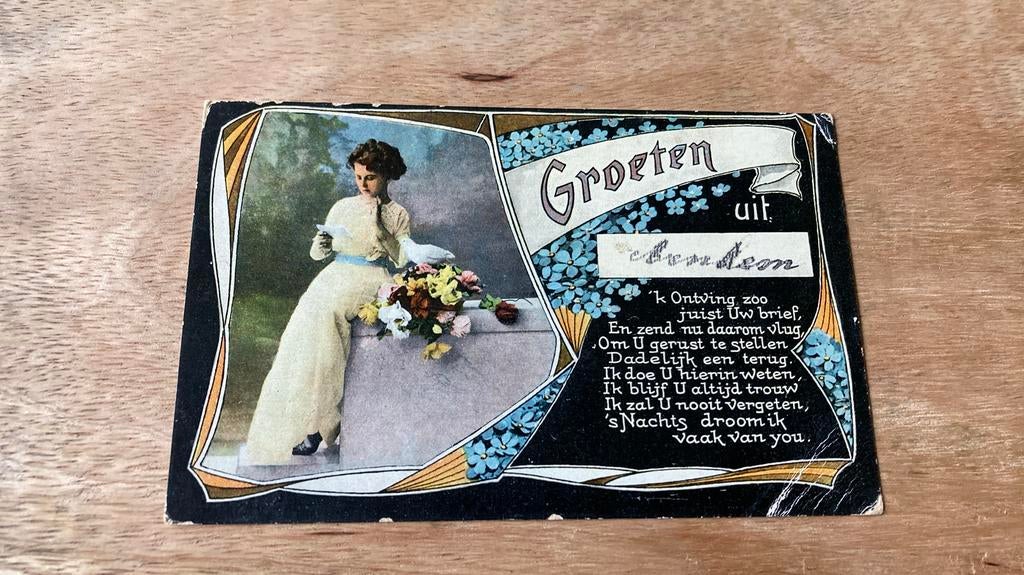 Groeten
uit
'k Ontving zoo
juist Uw brief,
En zend nu daarom vlug,
Om U gerust te stellen,
Dadelijk een terug.
Ik doe U hierin weten,
Ik blijf U altijd trouw
Ik zal U nooit vergeten,
's Nachts droom ik
vaak van you.